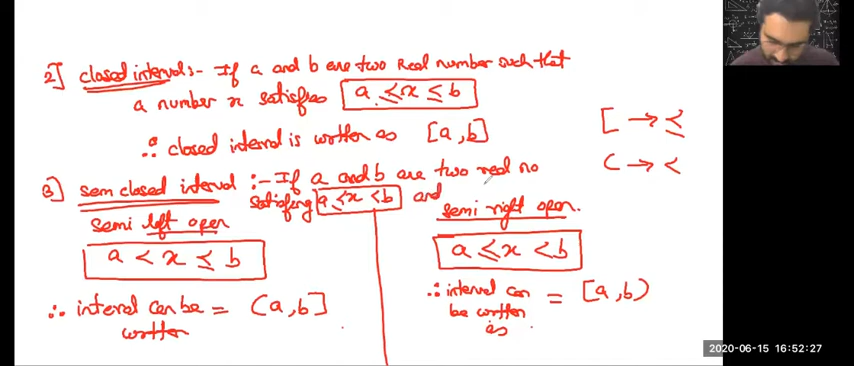 2] closed interval:- If a and b are two Real number such that
a number x satisfies a ≤ x ≤ b
∴ closed interval is written as [a,b]
[ → ≤
( → <
3] semi closed interval :- If a and b are two real no
satisfying a ≤ x < b and
semi left open
a < x ≤ b
∴ interval can be = (a,b]
written
semi right open.
a ≤ x < b
∴ interval can = [a,b)
be written
as
2020-06-15 16:52:27